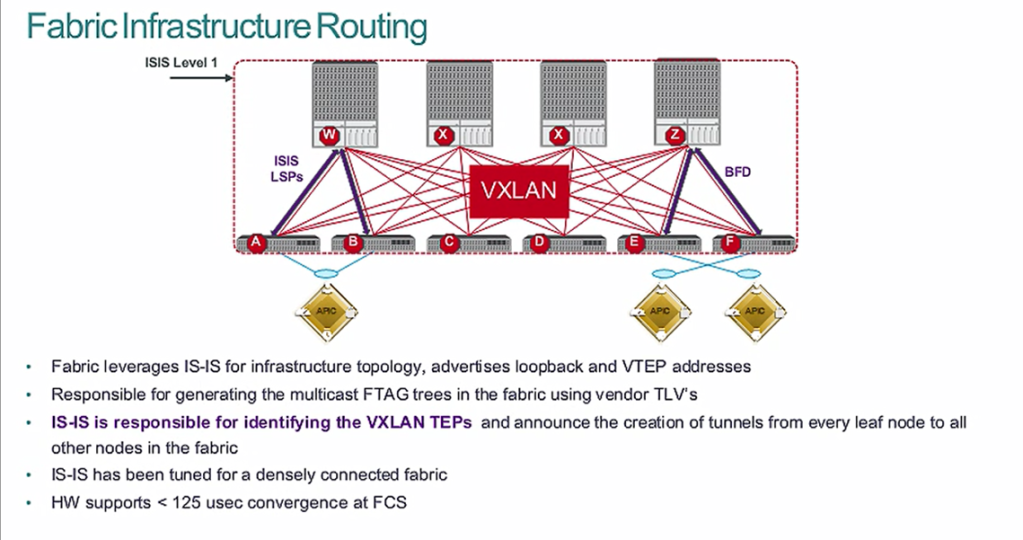 Fabric Infrastructure Routing
ISIS Level 1
W
X
X
Z
ISIS
LSPs
VXLAN
BFD
A
B
C
D
E
F
APIC
APIC
APIC
• Fabric leverages IS-IS for infrastructure topology, advertises loopback and VTEP addresses
• Responsible for generating the multicast FTAG trees in the fabric using vendor TLV's
• IS-IS is responsible for identifying the VXLAN TEPs and announce the creation of tunnels from every leaf node to all
other nodes in the fabric
• IS-IS has been tuned for a densely connected fabric
• HW supports < 125 usec convergence at FCS